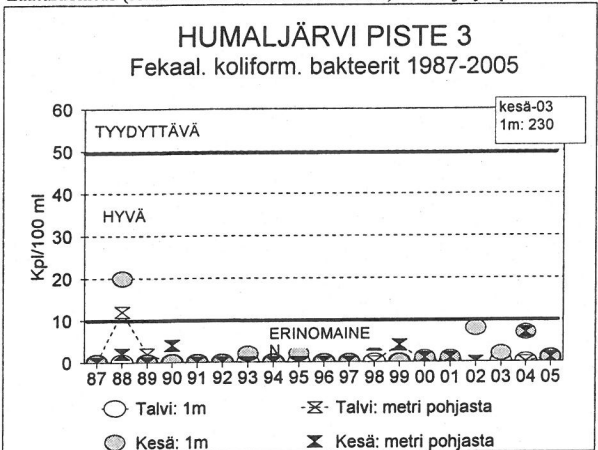 HUMALJÄRVI PISTE 3
Fekaal. koliform. bakteerit 1987-2005
kesä-03
1m: 230
Kpl/100 ml
60
50
40
30
20
10
0
TYYDYTTÄVÄ
HYVÄ
ERINOMAINE
N
87 88 89 90 91 92 93 94 95 96 97 98 99 00 01 02 03 04 05
Talvi: 1m
Talvi: metri pohjasta
Kesä: 1m
Kesä: metri pohjasta